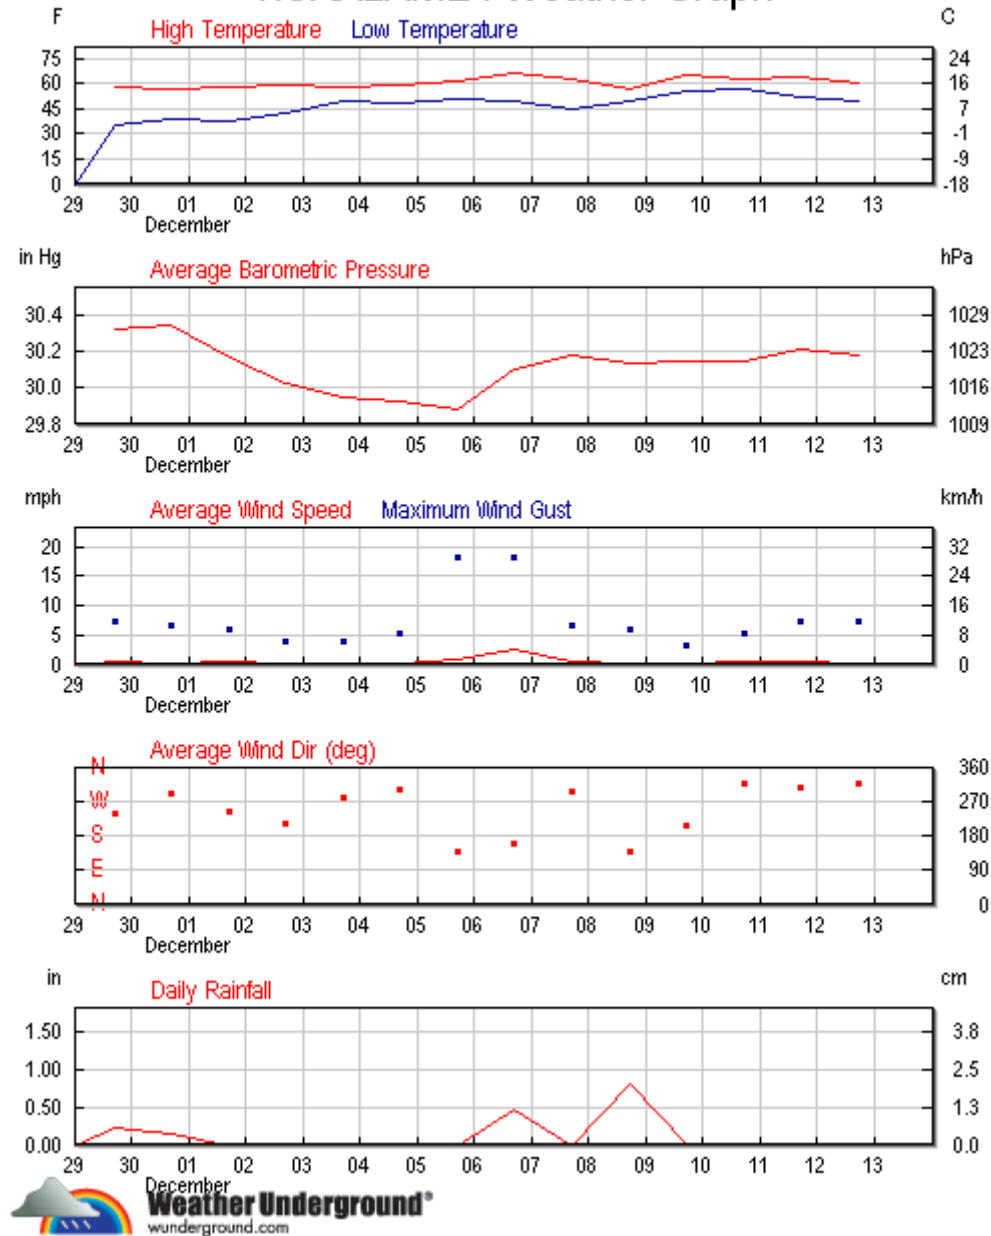 Weather Graph
F
High Temperature Low Temperature
C
75 24
60 16
45 7
30 -1
15 -9
0 -18
29 30 01 02 03 04 05 06 07 08 09 10 11 12 13
December
in Hg
Average Barometric Pressure
hPa
30.4 1029
30.2 1023
30.0 1016
29.8 1009
29 30 01 02 03 04 05 06 07 08 09 10 11 12 13
December
mph
Average Wind Speed Maximum Wind Gust
km/h
20 32
15 24
10 16
5 8
0 0
29 30 01 02 03 04 05 06 07 08 09 10 11 12 13
December
Average Wind Dir (deg)
N 360
W 270
S 180
E 90
N 0
29 30 01 02 03 04 05 06 07 08 09 10 11 12 13
December
in
Daily Rainfall
cm
1.50 3.8
1.00 2.5
0.50 1.3
0.00 0.0
29 30 01 02 03 04 05 06 07 08 09 10 11 12 13
December
Weather Underground®
wunderground.com